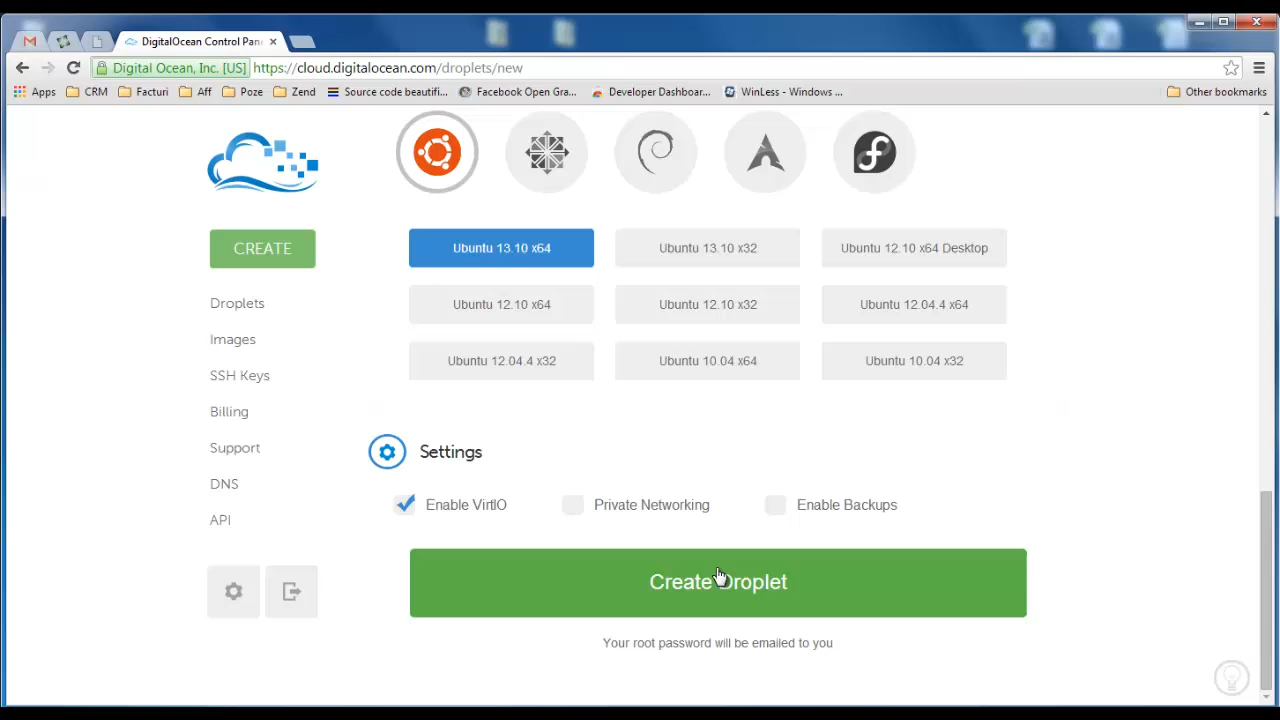 DigitalOcean Control Pan
Digital Ocean, Inc. [US] https://cloud.digitalocean.com/droplets/new
Apps CRM Facturi Aff Poze Zend Source code beautifi... Facebook Open Gra... Developer Dashboar... WinLess - Windows ... Other bookmarks
CREATE
Droplets
Images
SSH Keys
Billing
Support
DNS
API
Ubuntu 13.10 x64 Ubuntu 13.10 x32 Ubuntu 12.10 x64 Desktop
Ubuntu 12.10 x64 Ubuntu 12.10 x32 Ubuntu 12.04.4 x64
Ubuntu 12.04.4 x32 Ubuntu 10.04 x64 Ubuntu 10.04 x32
Settings
Enable VirtIO Private Networking Enable Backups
Create Droplet
Your root password will be emailed to you